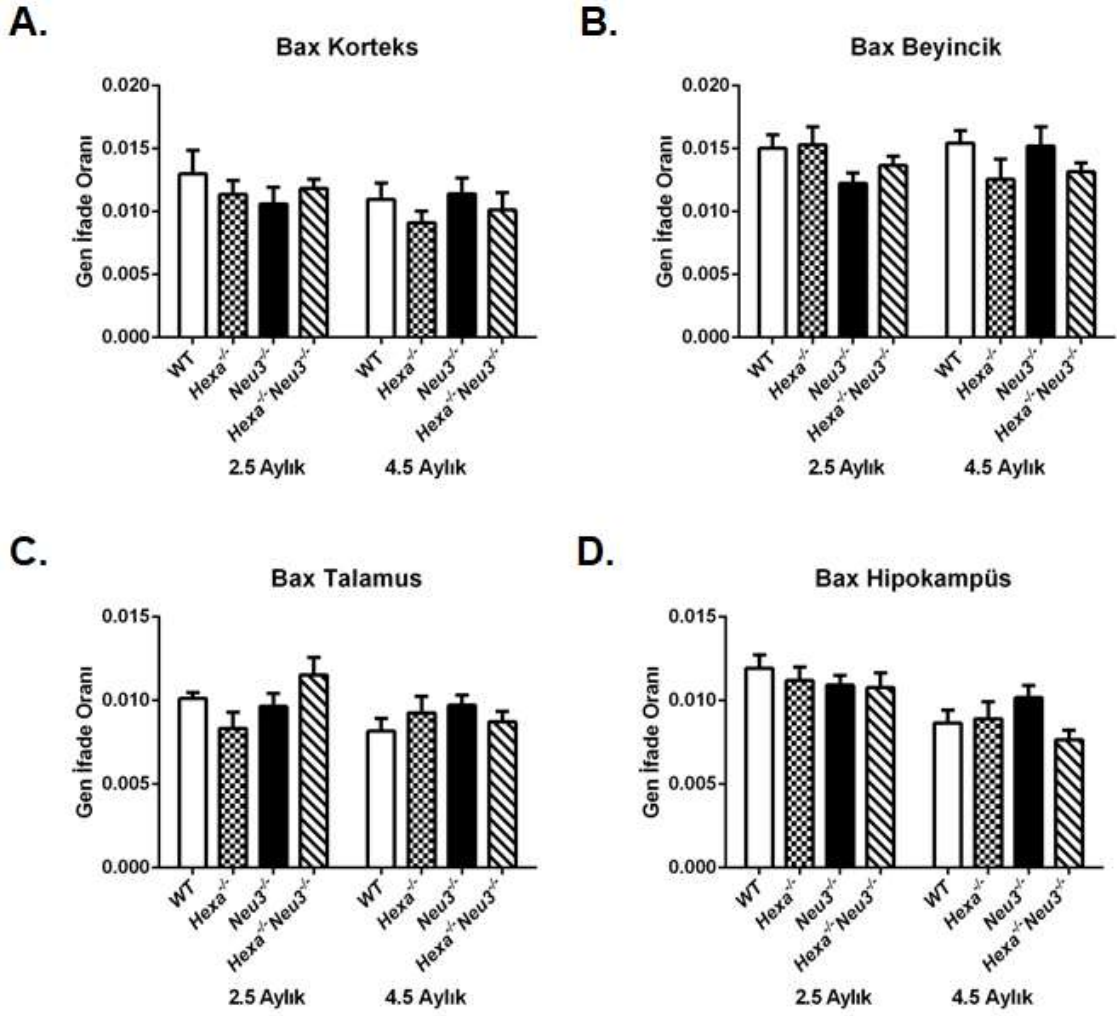 A.
Bax Korteks
Gen İfade Oranı
0.020
0.015
0.010
0.005
0.000
WT
Hexa-/-
Neu3-/-
Hexa-/-Neu3-/-
WT
Hexa-/-
Neu3-/-
Hexa-/-Neu3-/-
2.5 Aylık
4.5 Aylık
B.
Bax Beyincik
Gen İfade Oranı
0.020
0.015
0.010
0.005
0.000
WT
Hexa-/-
Neu3-/-
Hexa-/-Neu3-/-
WT
Hexa-/-
Neu3-/-
Hexa-/-Neu3-/-
2.5 Aylık
4.5 Aylık
C.
Bax Talamus
Gen İfade Oranı
0.015
0.010
0.005
0.000
WT
Hexa-/-
Neu3-/-
Hexa-/-Neu3-/-
WT
Hexa-/-
Neu3-/-
Hexa-/-Neu3-/-
2.5 Aylık
4.5 Aylık
D.
Bax Hipokampüs
Gen İfade Oranı
0.015
0.010
0.005
0.000
WT
Hexa-/-
Neu3-/-
Hexa-/-Neu3-/-
WT
Hexa-/-
Neu3-/-
Hexa-/-Neu3-/-
2.5 Aylık
4.5 Aylık